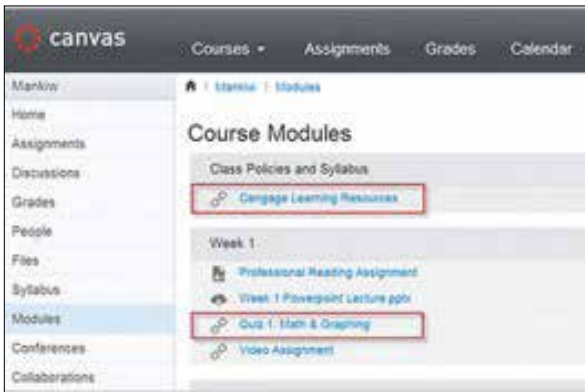 canvas
Courses Assignments Grades Calendar
Mankiw
Home
Assignments
Discussions
Grades
People
Files
Syllabus
Modules
Conferences
Collaborations
Mankiw Modules
Course Modules
Class Policies and Syllabus
Cengage Learning Resources
Week 1
Professional Reading Assignment
Week 1 Powerpoint Lecture.pptx
Quiz 1: Math & Graphing
Video Assignment